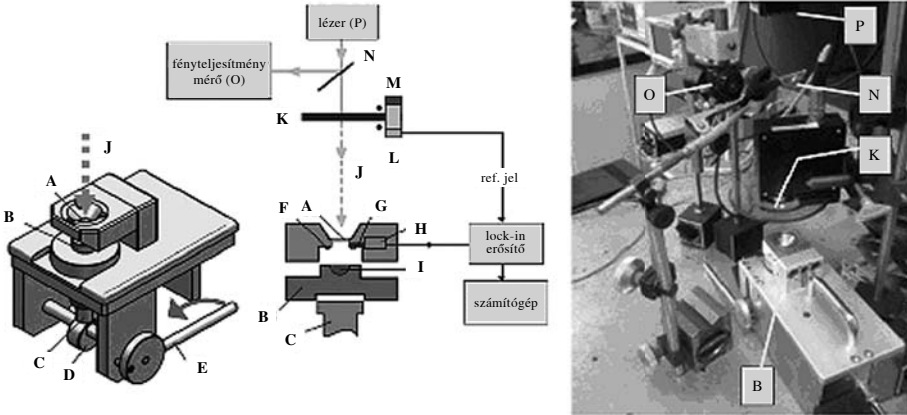 lézer (P)
N
fényteljesítmény
mérő (O)
M
K
L
J
ref. jel
F
A
G
H
lock-in
erősítő
I
B
számítógép
C
J
A
B
C
D
E
P
O
N
K
B